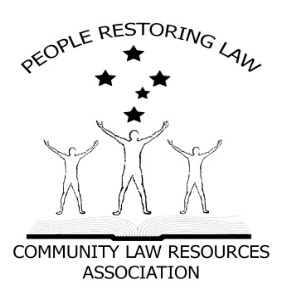 PEOPLE RESTORING LAW
COMMUNITY LAW RESOURCES
ASSOCIATION